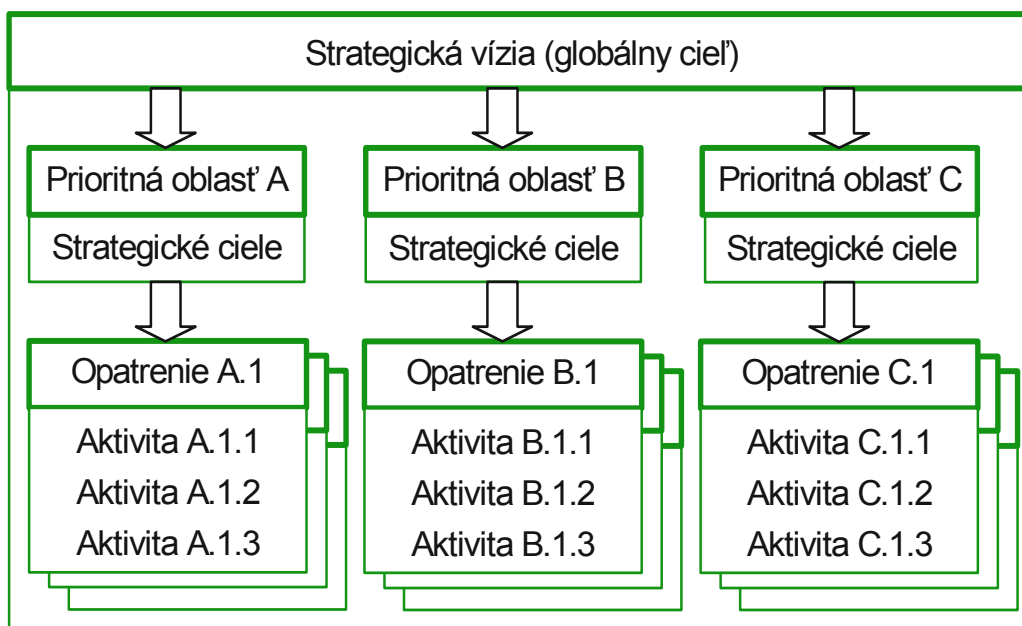 Strategická vízia (globálny cieľ)
Prioritná oblasť A
Strategické ciele
Opatrenie A.1
Aktivita A.1.1
Aktivita A.1.2
Aktivita A.1.3
Prioritná oblasť B
Strategické ciele
Opatrenie B.1
Aktivita B.1.1
Aktivita B.1.2
Aktivita B.1.3
Prioritná oblasť C
Strategické ciele
Opatrenie C.1
Aktivita C.1.1
Aktivita C.1.2
Aktivita C.1.3